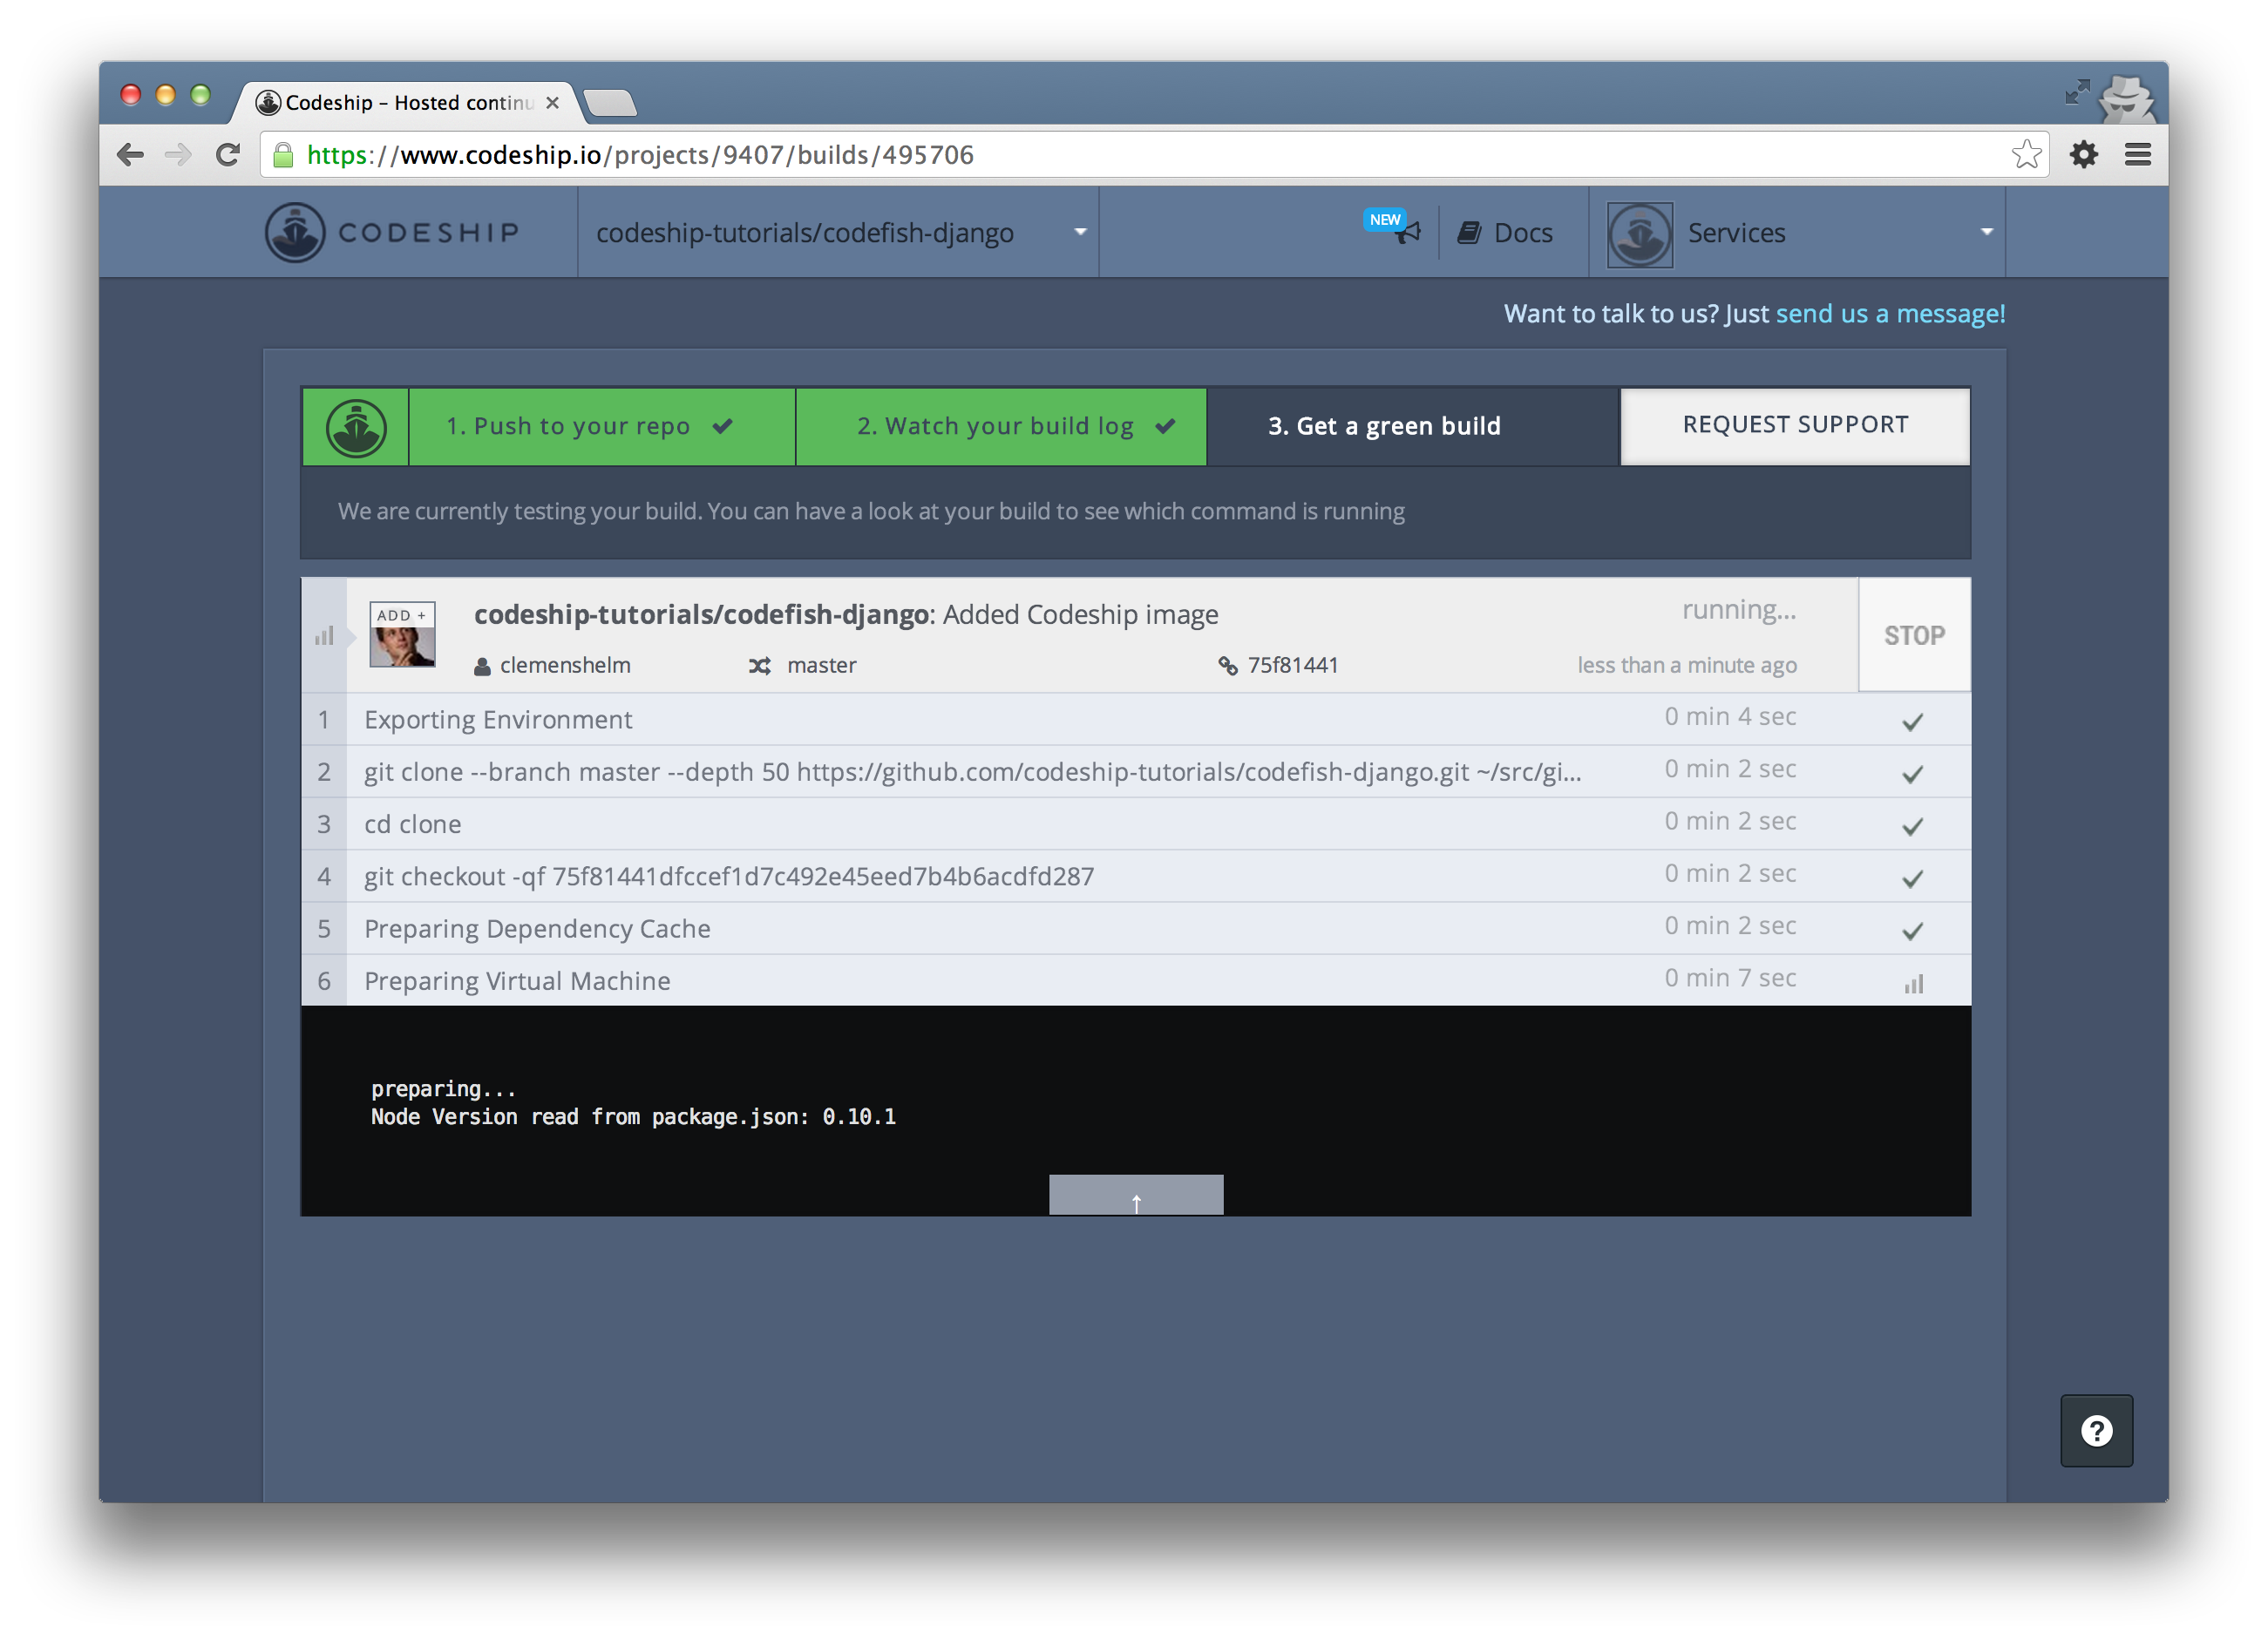 Codeship – Hosted continu
https://www.codeship.io/projects/9407/builds/495706
CODESHIP
codeship-tutorials/codefish-django
NEW
Docs
Services
Want to talk to us? Just send us a message!
1. Push to your repo
2. Watch your build log
3. Get a green build
REQUEST SUPPORT
We are currently testing your build. You can have a look at your build to see which command is running
ADD +
codeship-tutorials/codefish-django: Added Codeship image
running...
STOP
clemenshelm
master
75f81441
less than a minute ago
1 Exporting Environment 0 min 4 sec
2 git clone --branch master --depth 50 https://github.com/codeship-tutorials/codefish-django.git ~/src/gi... 0 min 2 sec
3 cd clone 0 min 2 sec
4 git checkout -qf 75f81441dfccef1d7c492e45eed7b4b6acdfd287 0 min 2 sec
5 Preparing Dependency Cache 0 min 2 sec
6 Preparing Virtual Machine 0 min 7 sec
preparing...
Node Version read from package.json: 0.10.1
↑
?